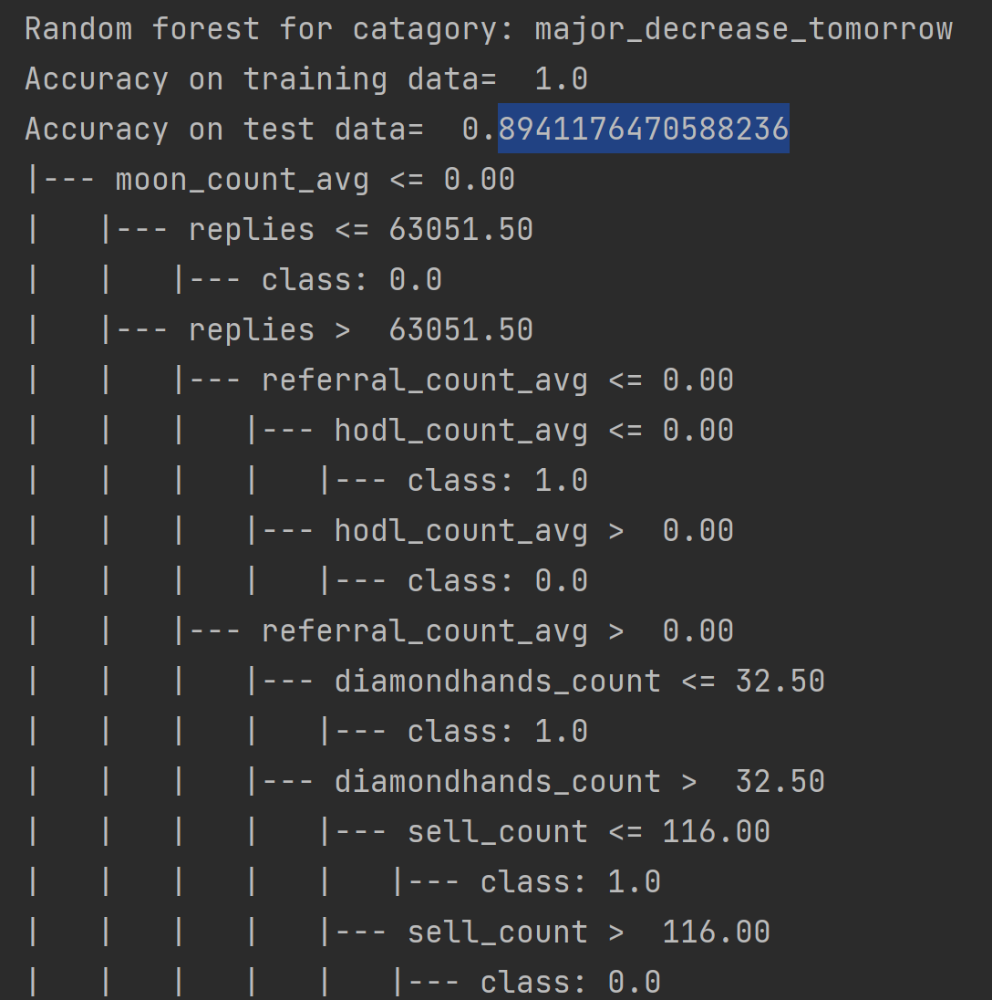 Random forest for catagory: major_decrease_tomorrow
Accuracy on training data=  1.0
Accuracy on test data=  0.8941176470588236
|--- moon_count_avg <= 0.00
|   |--- replies <= 63051.50
|   |   |--- class: 0.0
|   |--- replies >  63051.50
|   |   |--- referral_count_avg <= 0.00
|   |   |   |--- hodl_count_avg <= 0.00
|   |   |   |   |--- class: 1.0
|   |   |   |--- hodl_count_avg >  0.00
|   |   |   |   |--- class: 0.0
|   |   |--- referral_count_avg >  0.00
|   |   |   |--- diamondhands_count <= 32.50
|   |   |   |   |--- class: 1.0
|   |   |   |--- diamondhands_count >  32.50
|   |   |   |   |--- sell_count <= 116.00
|   |   |   |   |   |--- class: 1.0
|   |   |   |   |--- sell_count >  116.00
|   |   |   |   |   |--- class: 0.0